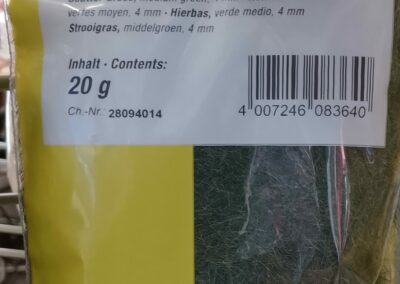 vertes moyen, 4 mm · Hierbas, verde medio, 4 mm
Strooigras, middelgroen, 4 mm
Inhalt · Contents:
20 g
Ch.-Nr.: 28094014
4 007246 083640